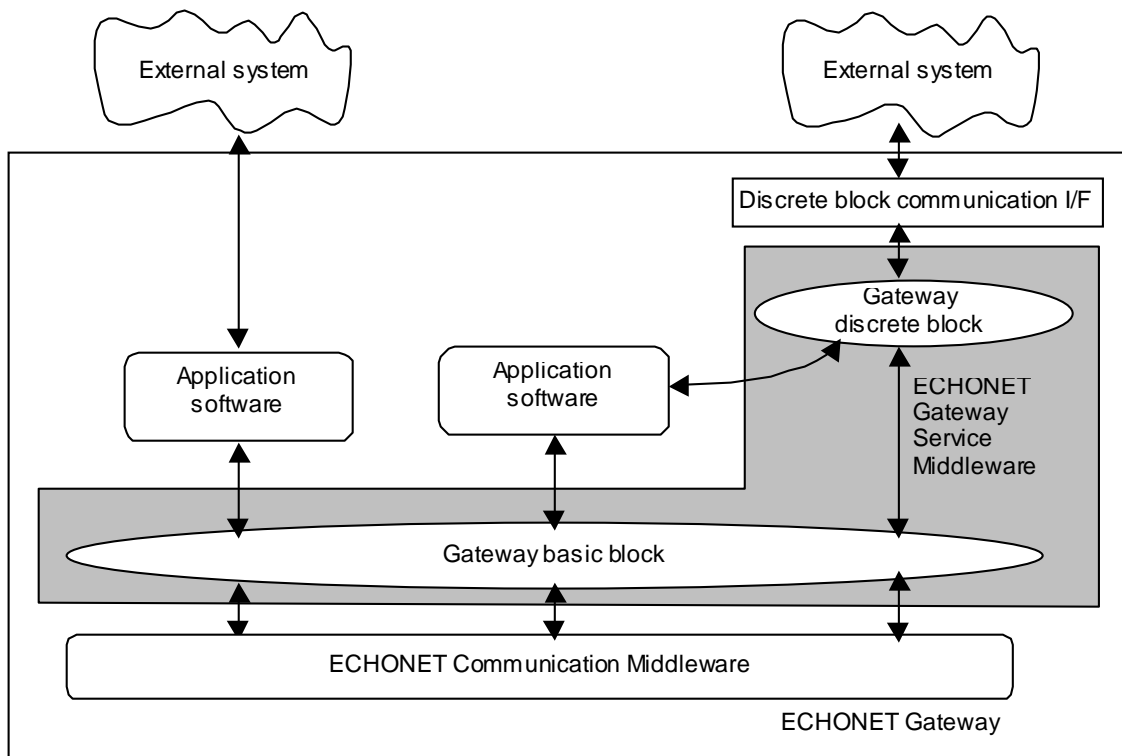 External system
External system
Discrete block communication I/F
Gateway
discrete block
Application
software
Application
software
ECHONET
Gateway
Service
Middleware
Gateway basic block
ECHONET Communication Middleware
ECHONET Gateway